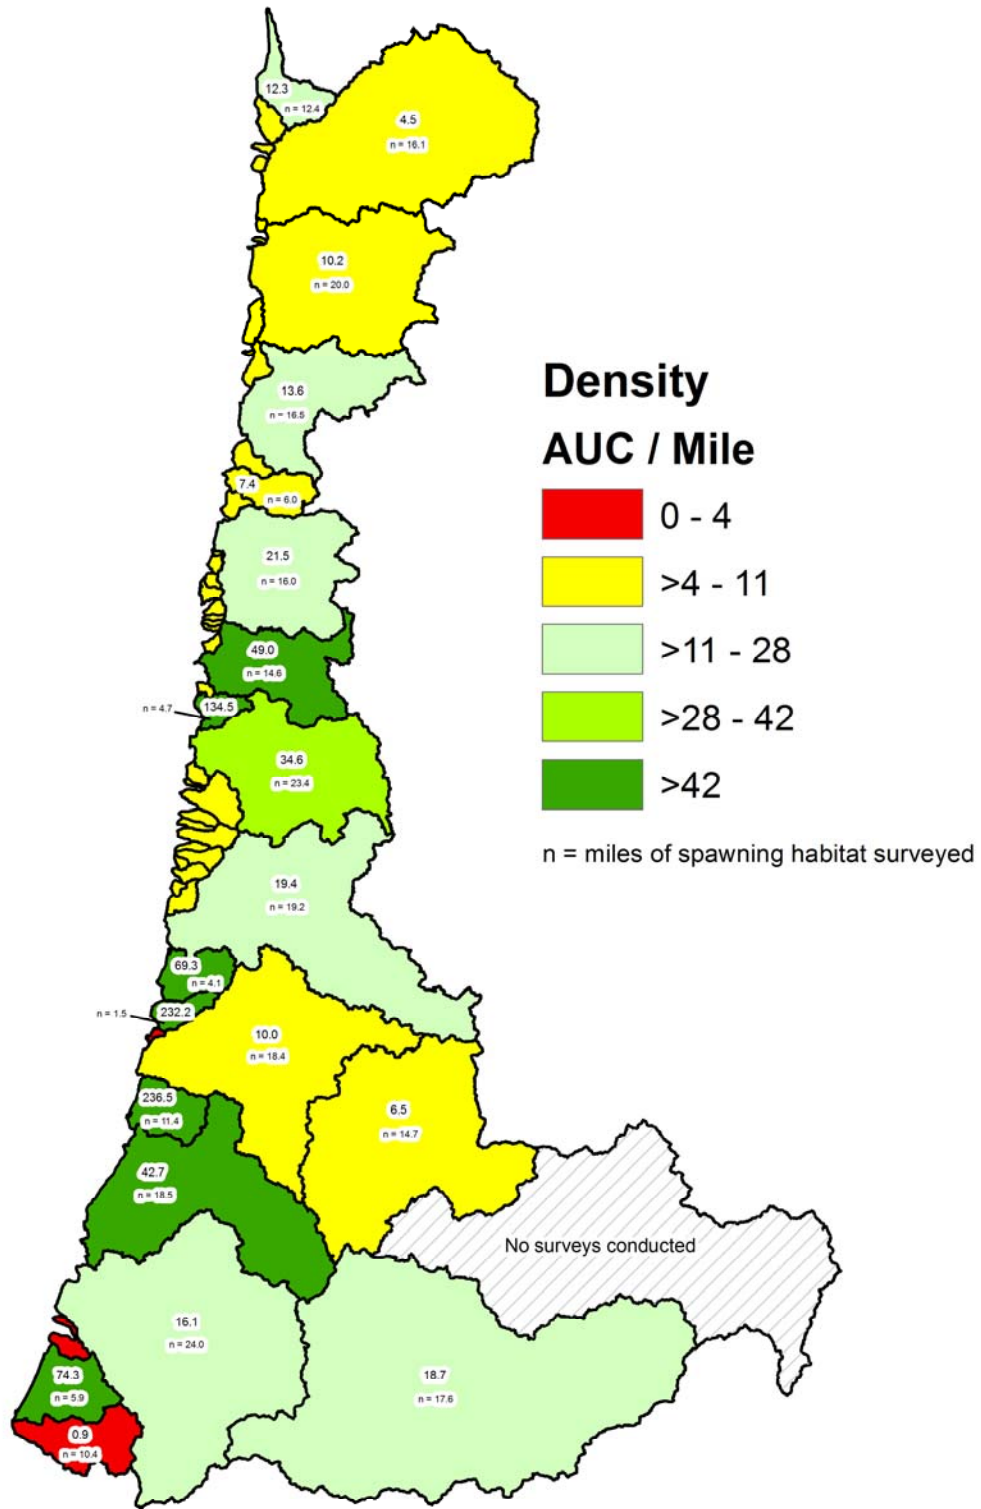 12.3
n = 12.4
4.5
n = 16.1
10.2
n = 20.0
13.6
n = 16.5
7.4
n = 6.0
21.5
n = 16.0
49.0
n = 14.6
134.5
n = 4.7
34.6
n = 23.4
19.4
n = 19.2
69.3
n = 4.1
232.2
n = 1.5
10.0
n = 18.4
236.5
n = 11.4
6.5
n = 14.7
42.7
n = 18.5
No surveys conducted
16.1
n = 24.0
18.7
n = 17.6
74.3
n = 5.9
0.9
n = 10.4
Density
AUC / Mile
0 - 4
>4 - 11
>11 - 28
>28 - 42
>42
n = miles of spawning habitat surveyed